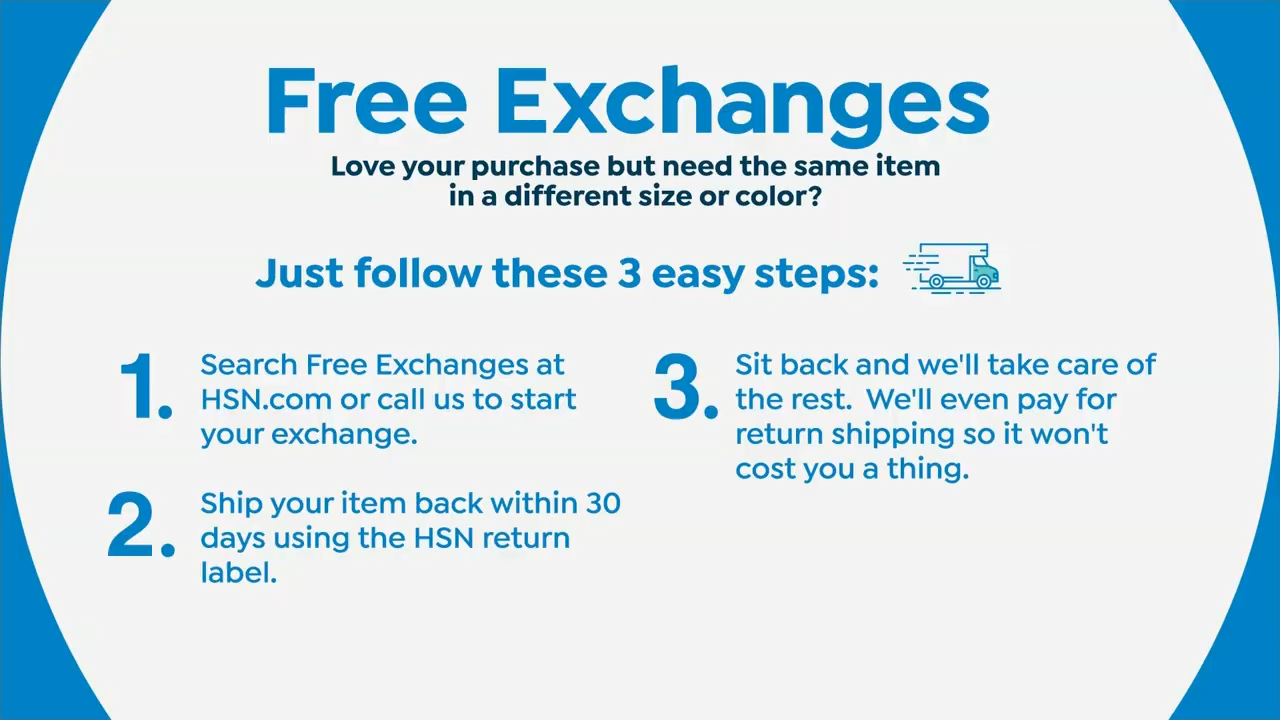 Free Exchanges
Love your purchase but need the same item
in a different size or color?
Just follow these 3 easy steps:
1. Search Free Exchanges at
HSN.com or call us to start
your exchange.
2. Ship your item back within 30
days using the HSN return
label.
3. Sit back and we'll take care of
the rest.  We'll even pay for
return shipping so it won't
cost you a thing.